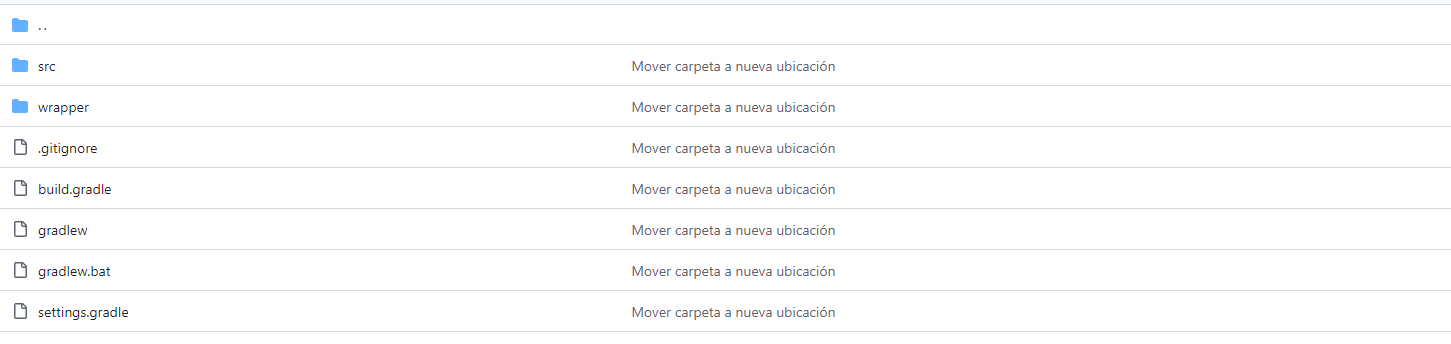 ..
src Mover carpeta a nueva ubicación
wrapper Mover carpeta a nueva ubicación
.gitignore Mover carpeta a nueva ubicación
build.gradle Mover carpeta a nueva ubicación
gradlew Mover carpeta a nueva ubicación
gradlew.bat Mover carpeta a nueva ubicación
settings.gradle Mover carpeta a nueva ubicación